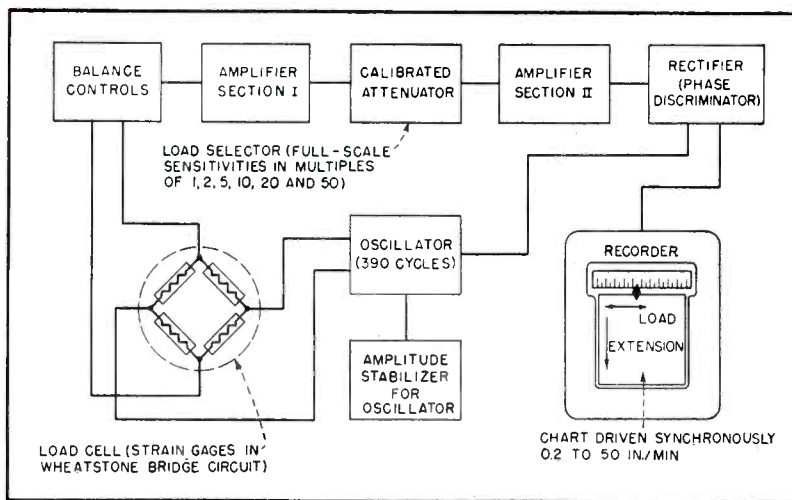 BALANCE
CONTROLS
AMPLIFIER
SECTION I
CALIBRATED
ATTENUATOR
AMPLIFIER
SECTION II
RECTIFIER
(PHASE
DISCRIMINATOR)
LOAD SELECTOR (FULL-SCALE
SENSITIVITIES IN MULTIPLES
OF 1, 2, 5, 10, 20 AND 50)
OSCILLATOR
(390 CYCLES)
RECORDER
LOAD
EXTENSION
AMPLITUDE
STABILIZER
FOR
OSCILLATOR
LOAD CELL (STRAIN GAGES IN
WHEATSTONE BRIDGE CIRCUIT)
CHART DRIVEN SYNCHRONOUSLY
0.2 TO 50 IN./MIN